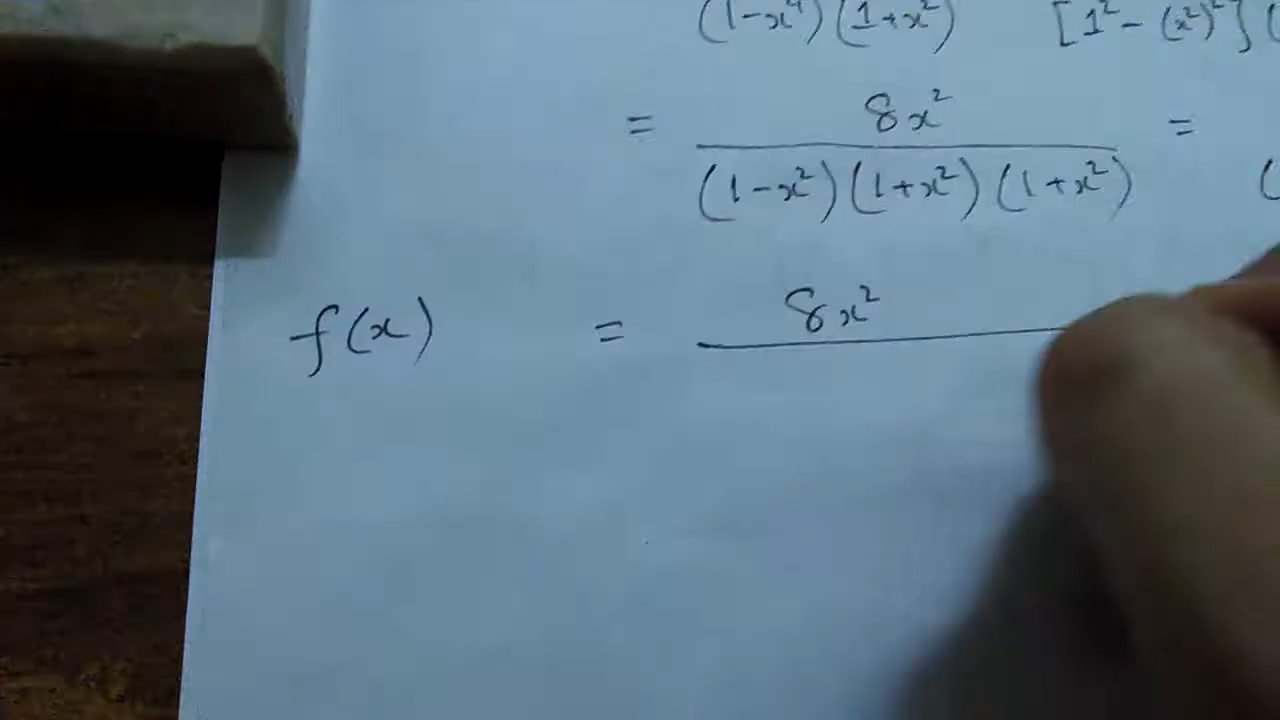 (1-x⁴)(1+x²) [1²-(x²)²](
= 8x² / (1-x²)(1+x²)(1+x²) = (
f(x) = 8x²